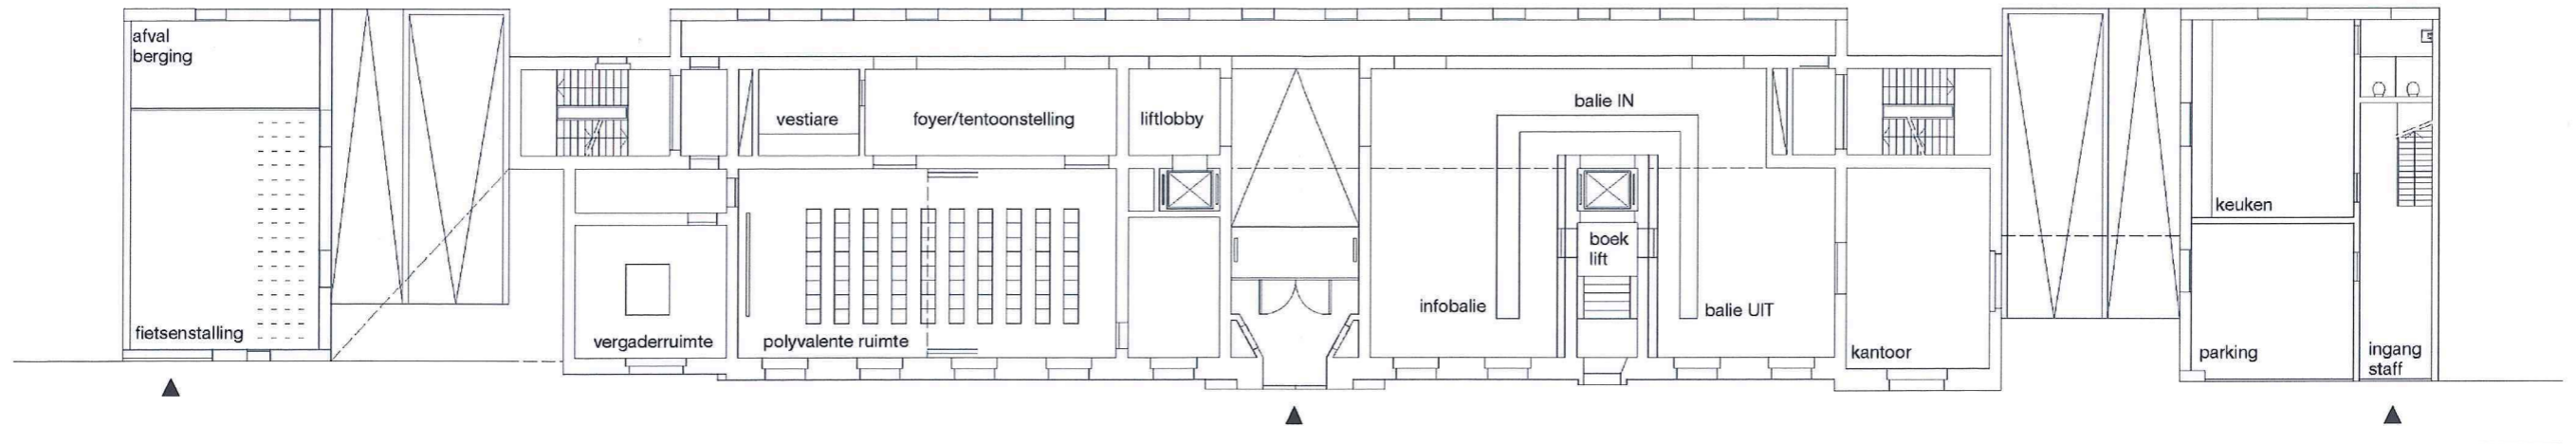 afval
berging
fietsenstalling
vergaderruimte
vestiare
foyer/tentoonstelling
polyvalente ruimte
liftlobby
balie IN
infobalie
boek
lift
balie UIT
kantoor
keuken
parking
ingang
staff